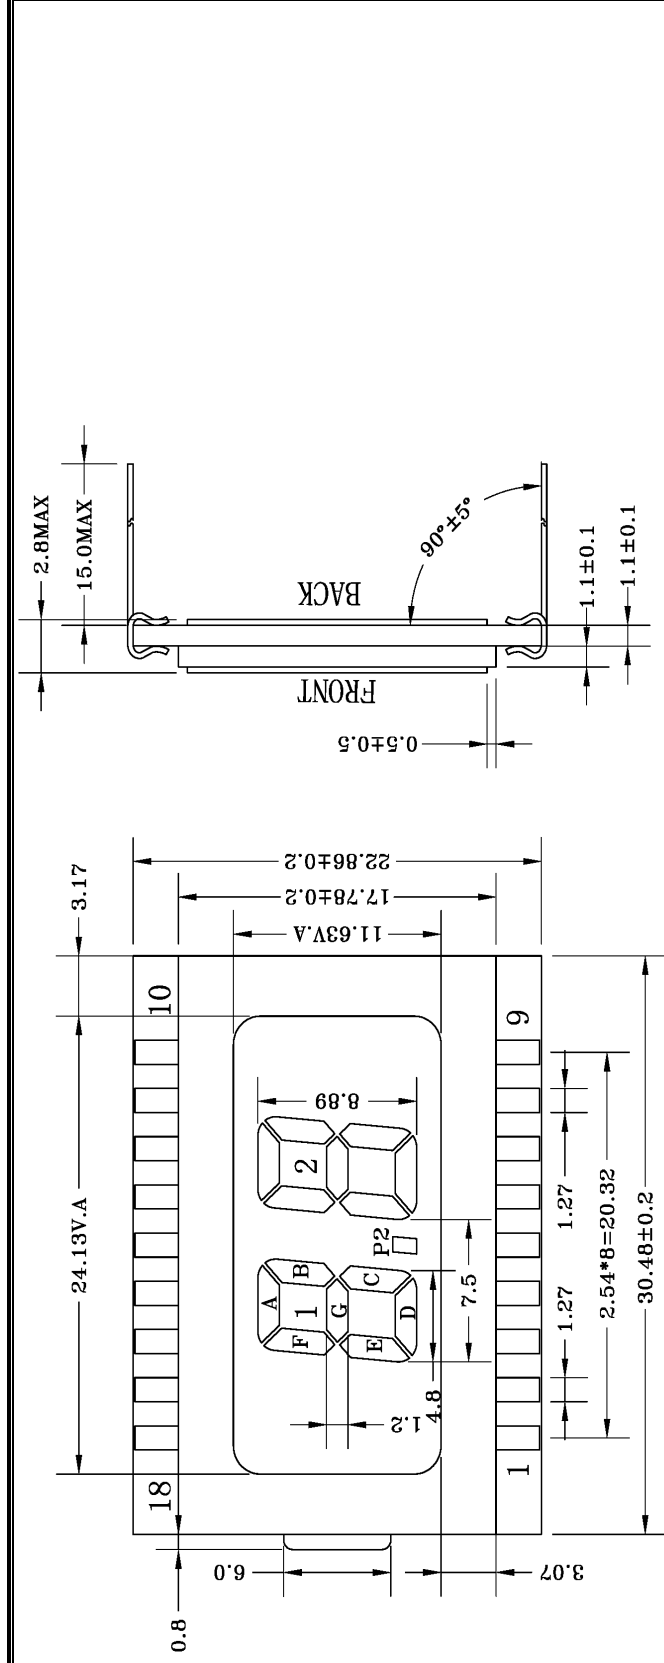 2.8MAX
15.0MAX
90°±5°
1.1±0.1
1.1±0.1
BACK
FRONT
0.5±0.5
3.17
22.86±0.2
17.78±0.2
11.63V.A
10
9
24.13V.A
8.89
2
P2
A
B
C
D
E
F
G
1
1.27
1.27
2.54*8=20.32
30.48±0.2
7.5
4.8
1.2
18
1
0.8
6.0
3.07